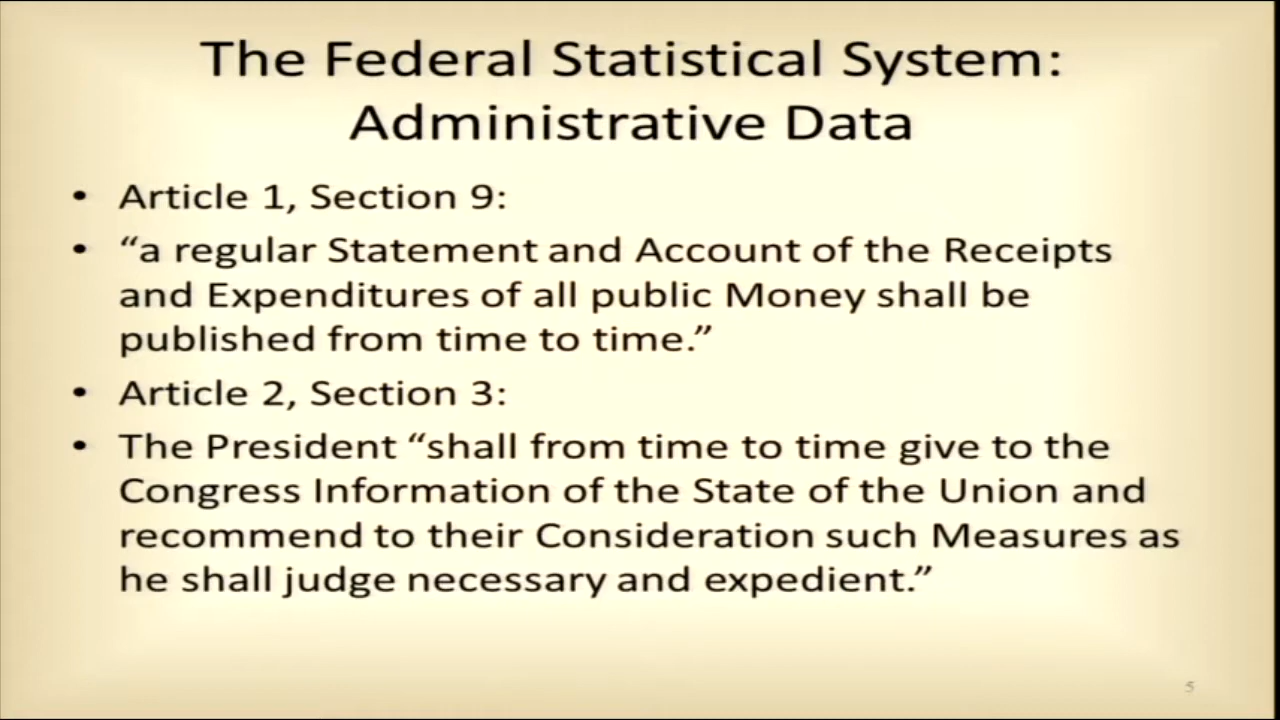 The Federal Statistical System:
Administrative Data
• Article 1, Section 9:
• “a regular Statement and Account of the Receipts
and Expenditures of all public Money shall be
published from time to time.”
• Article 2, Section 3:
• The President “shall from time to time give to the
Congress Information of the State of the Union and
recommend to their Consideration such Measures as
he shall judge necessary and expedient.”
5